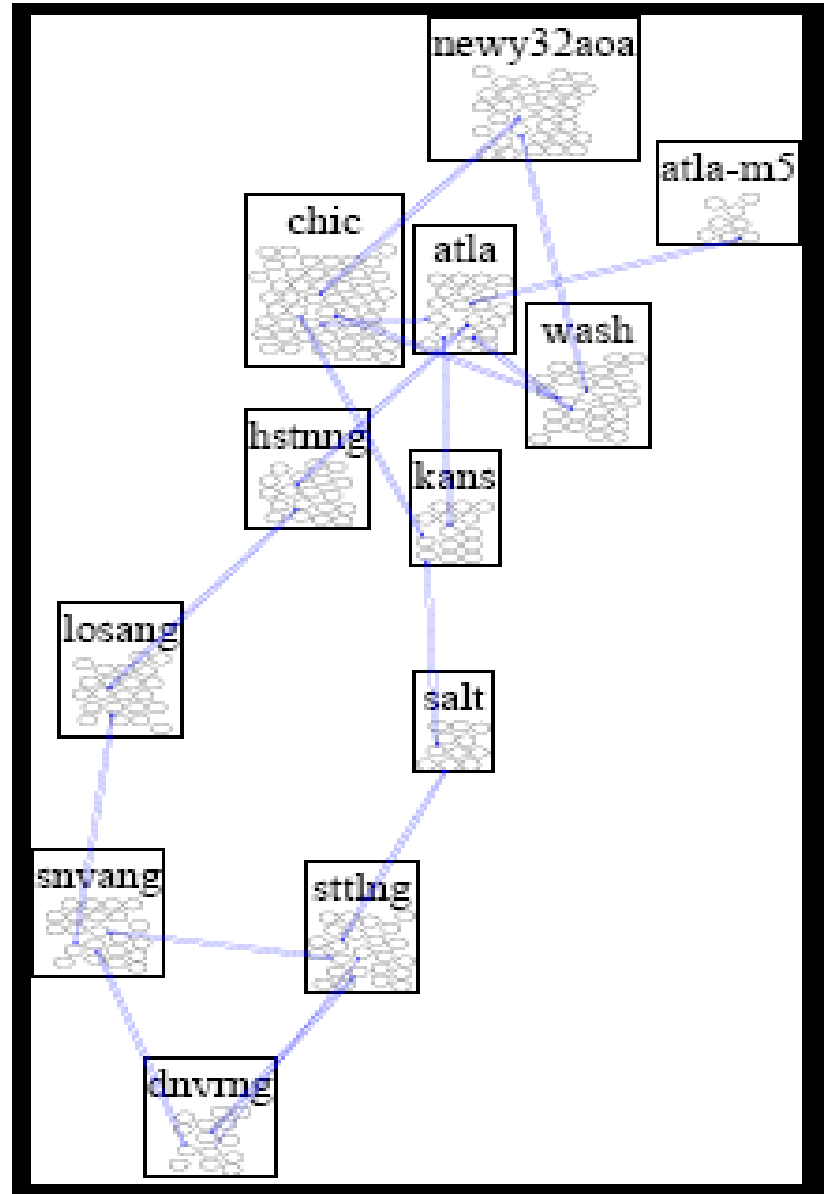 newy32aoa
atla-m5
chic
atla
wash
hstnng
kans
losang
salt
snvang
sttlng
dnvrng